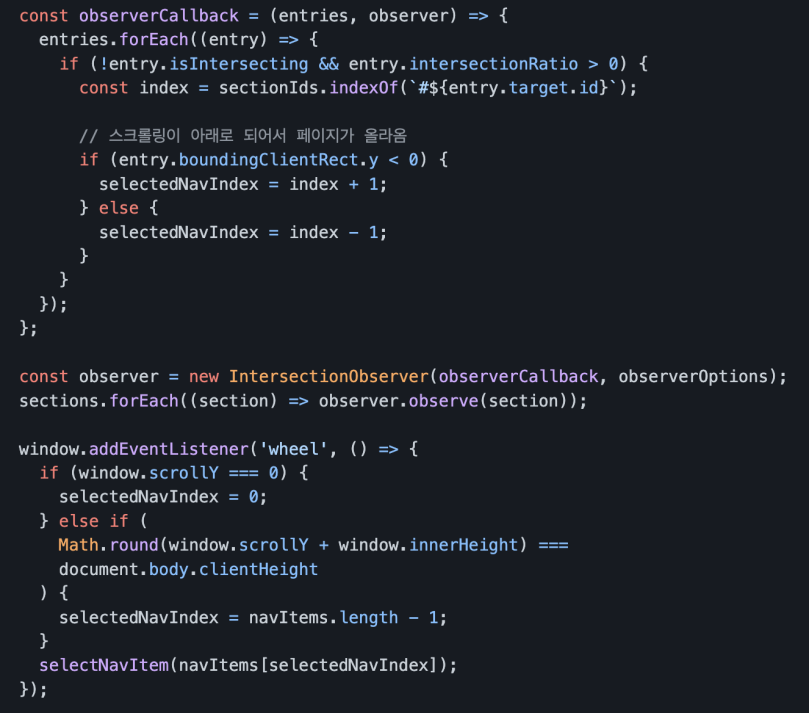 const observerCallback = (entries, observer) => {
  entries.forEach((entry) => {
    if (!entry.isIntersecting && entry.intersectionRatio > 0) {
      const index = sectionIds.indexOf(`#${entry.target.id}`);

      // 스크롤링이 아래로 되어서 페이지가 올라옴
      if (entry.boundingClientRect.y < 0) {
        selectedNavIndex = index + 1;
      } else {
        selectedNavIndex = index - 1;
      }
    }
  });
};

const observer = new IntersectionObserver(observerCallback, observerOptions);
sections.forEach((section) => observer.observe(section));

window.addEventListener('wheel', () => {
  if (window.scrollY === 0) {
    selectedNavIndex = 0;
  } else if (
    Math.round(window.scrollY + window.innerHeight) ===
    document.body.clientHeight
  ) {
    selectedNavIndex = navItems.length - 1;
  }
  selectNavItem(navItems[selectedNavIndex]);
});